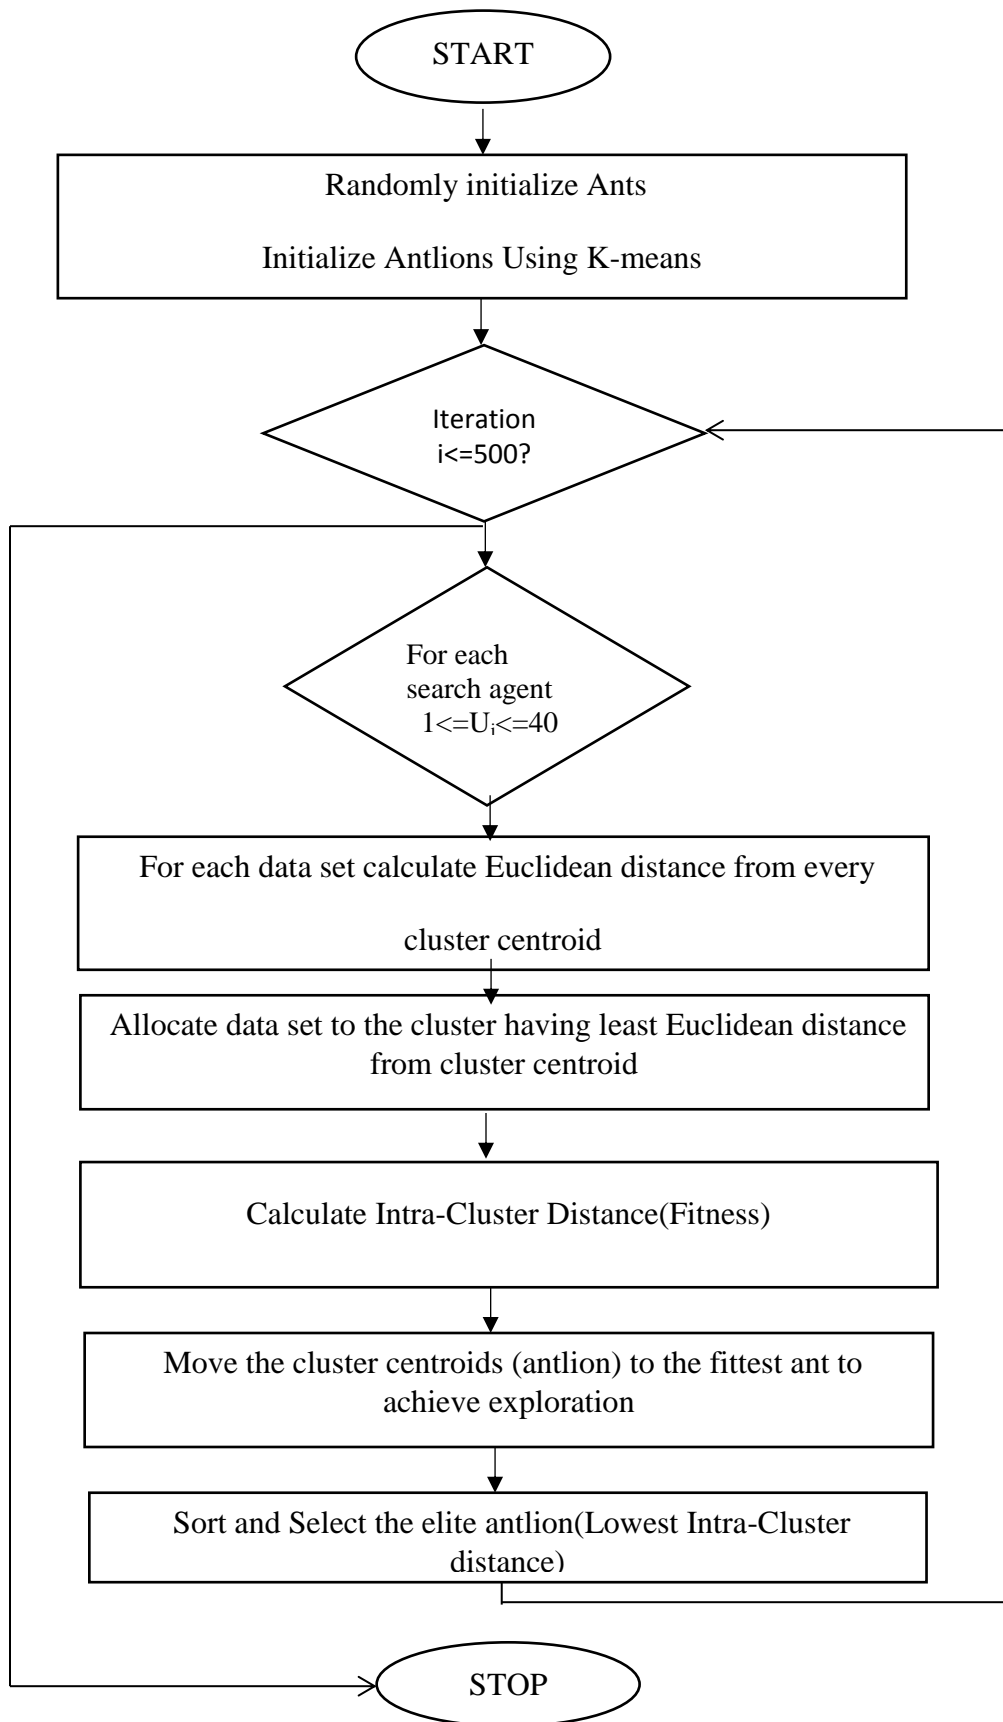 START
Randomly initialize Ants
Initialize Antlions Using K-means
Iteration
i<=500?
For each
search agent
1<=Uᵢ<=40
For each data set calculate Euclidean distance from every
cluster centroid
Allocate data set to the cluster having least Euclidean distance
from cluster centroid
Calculate Intra-Cluster Distance(Fitness)
Move the cluster centroids (antlion) to the fittest ant to
achieve exploration
Sort and Select the elite antlion(Lowest Intra-Cluster
distance)
STOP